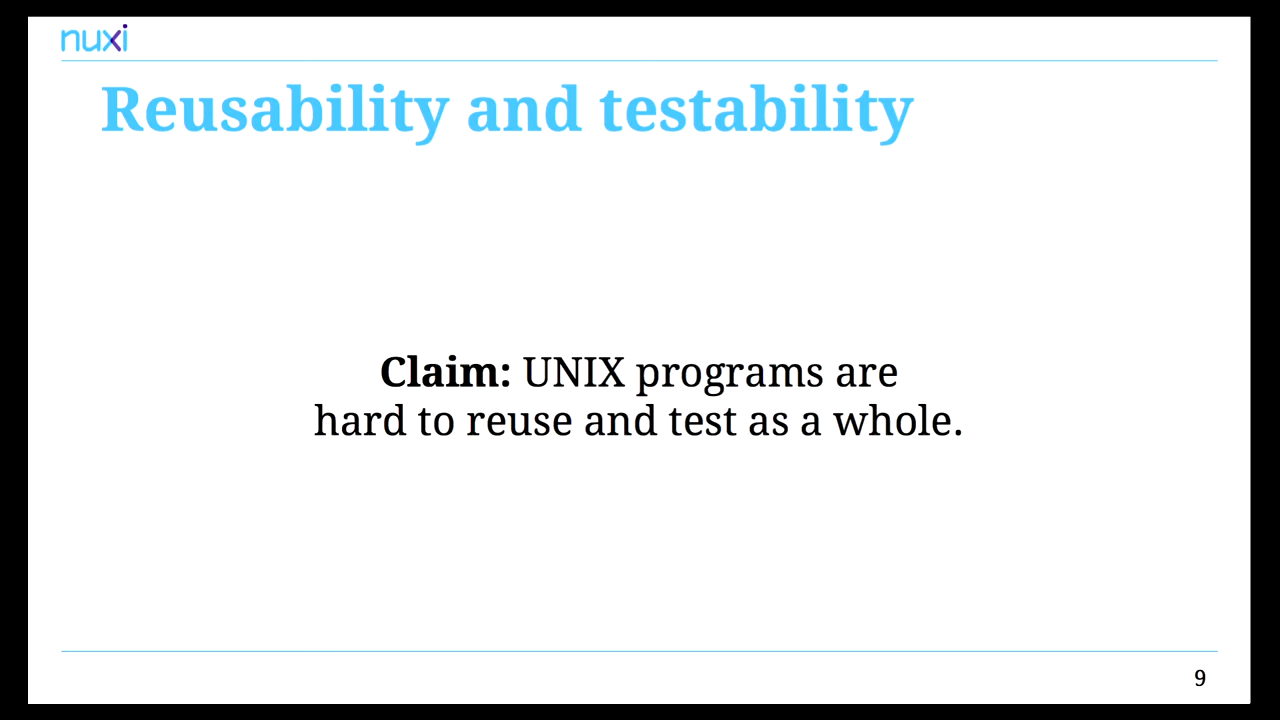 nuxi
Reusability and testability
Claim: UNIX programs are
hard to reuse and test as a whole.
9